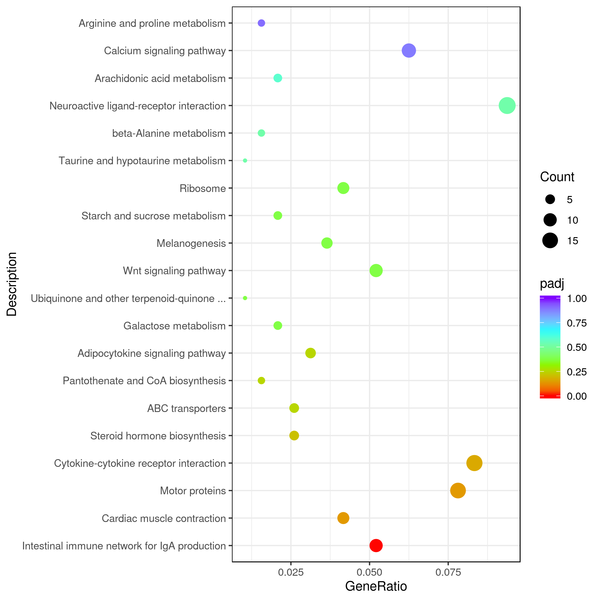 Arginine and proline metabolism
Calcium signaling pathway
Arachidonic acid metabolism
Neuroactive ligand-receptor interaction
beta-Alanine metabolism
Taurine and hypotaurine metabolism
Ribosome
Starch and sucrose metabolism
Melanogenesis
Wnt signaling pathway
Ubiquinone and other terpenoid-quinone ...
Galactose metabolism
Adipocytokine signaling pathway
Pantothenate and CoA biosynthesis
ABC transporters
Steroid hormone biosynthesis
Cytokine-cytokine receptor interaction
Motor proteins
Cardiac muscle contraction
Intestinal immune network for IgA production
Description
0.025 0.050 0.075
GeneRatio
Count
5
10
15
padj
1.00
0.75
0.50
0.25
0.00